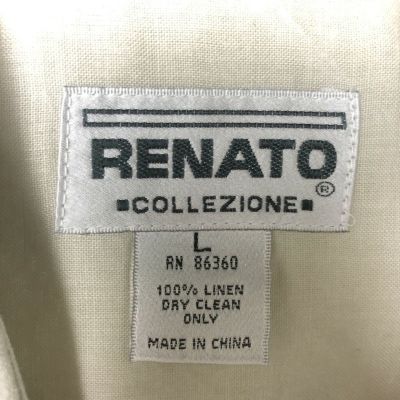 RENATO
®
COLLEZIONE
L
RN 86360
100% LINEN
DRY CLEAN
ONLY
MADE IN CHINA